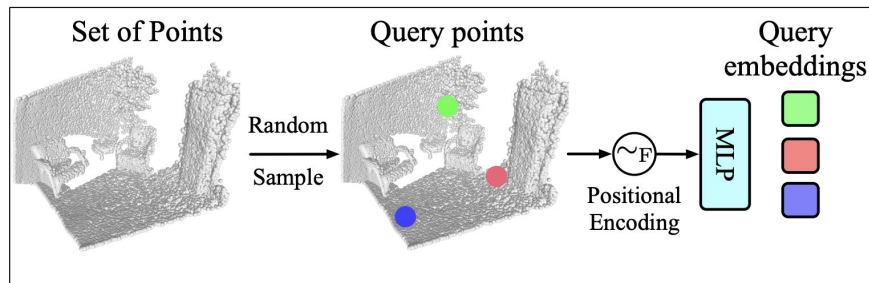 Set of Points
Query points
Query
embeddings
Random
Sample
~F
Positional
Encoding
MLP